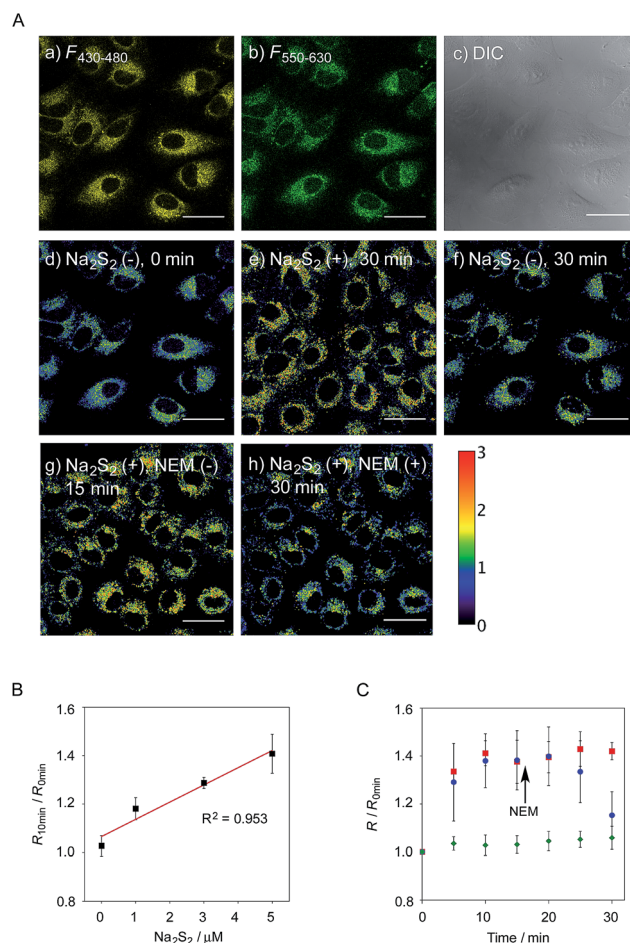 A
a) F430-480
b) F550-630
c) DIC
d) Na2S2 (-), 0 min
e) Na2S2 (+), 30 min
f) Na2S2 (-), 30 min
g) Na2S2 (+), NEM (-)
15 min
h) Na2S2 (+), NEM (+)
30 min
3
2
1
0
B
R10min / R0min
1.6
1.4
1.2
1.0
0.8
R2 = 0.953
0 1 2 3 4 5
Na2S2 / μM
C
R / R0min
1.6
1.4
1.2
1.0
0.8
NEM
0 10 20 30
Time / min